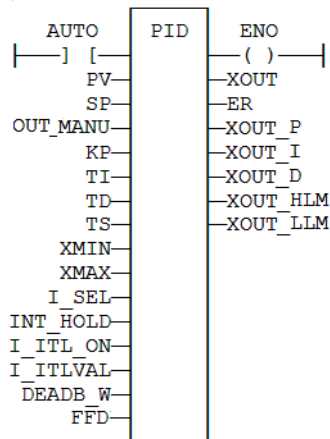 AUTO PID ENO
] [ ( )
PV XOUT
SP ER
OUT_MANU XOUT_P
KP XOUT_I
TI XOUT_D
TD XOUT_HLM
TS XOUT_LLM
XMIN
XMAX
I_SEL
INT_HOLD
I_ITL_ON
I_ITLVAL
DEADB_W
FFD